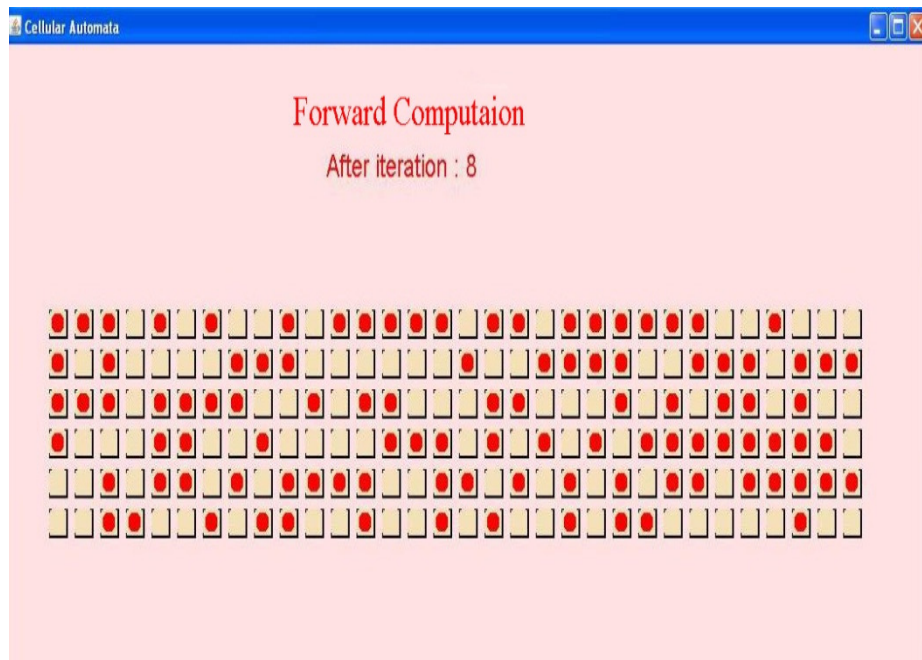 Cellular Automata
Forward Computaion
After iteration : 8